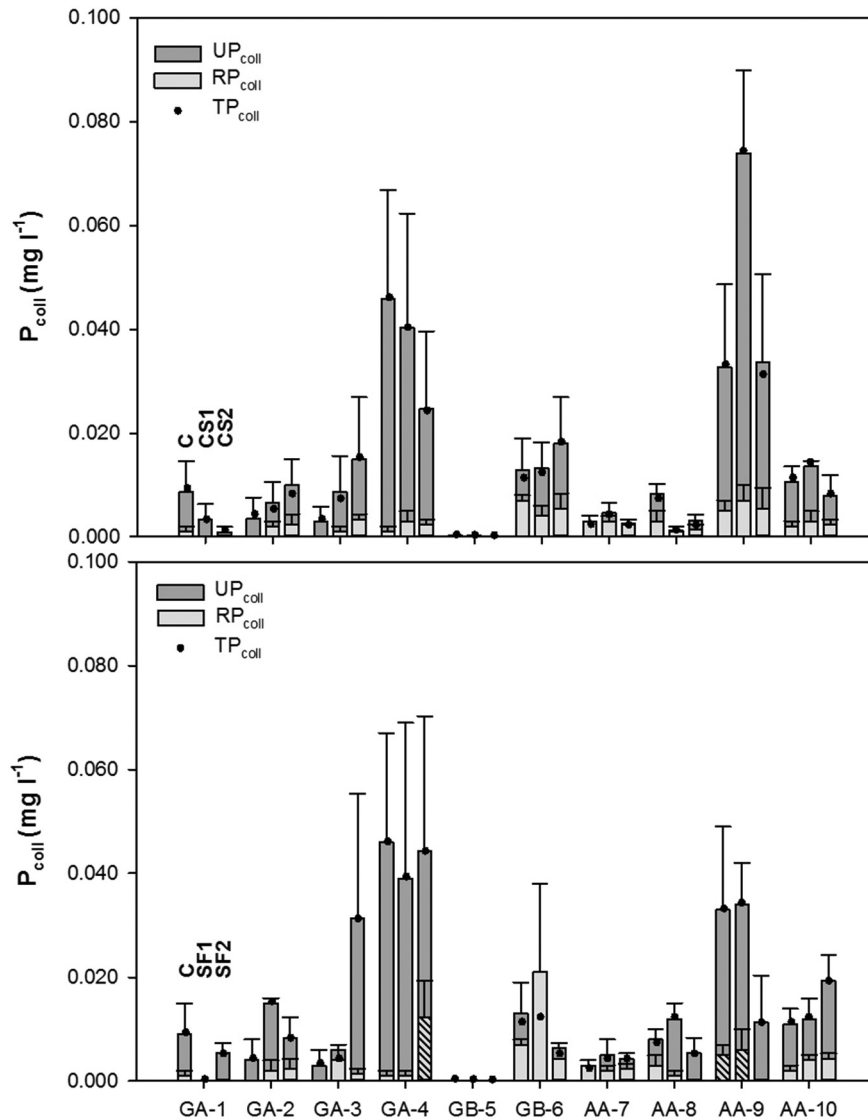 0.100
UPcoll
RPcoll
TPcoll
0.080
0.060
Pcoll (mg l⁻¹)
0.040
0.020
C
CS1
CS2
0.000
0.100
UPcoll
RPcoll
TPcoll
0.080
0.060
Pcoll (mg l⁻¹)
0.040
0.020
C
SF1
SF2
0.000
GA-1 GA-2 GA-3 GA-4 GB-5 GB-6 AA-7 AA-8 AA-9 AA-10